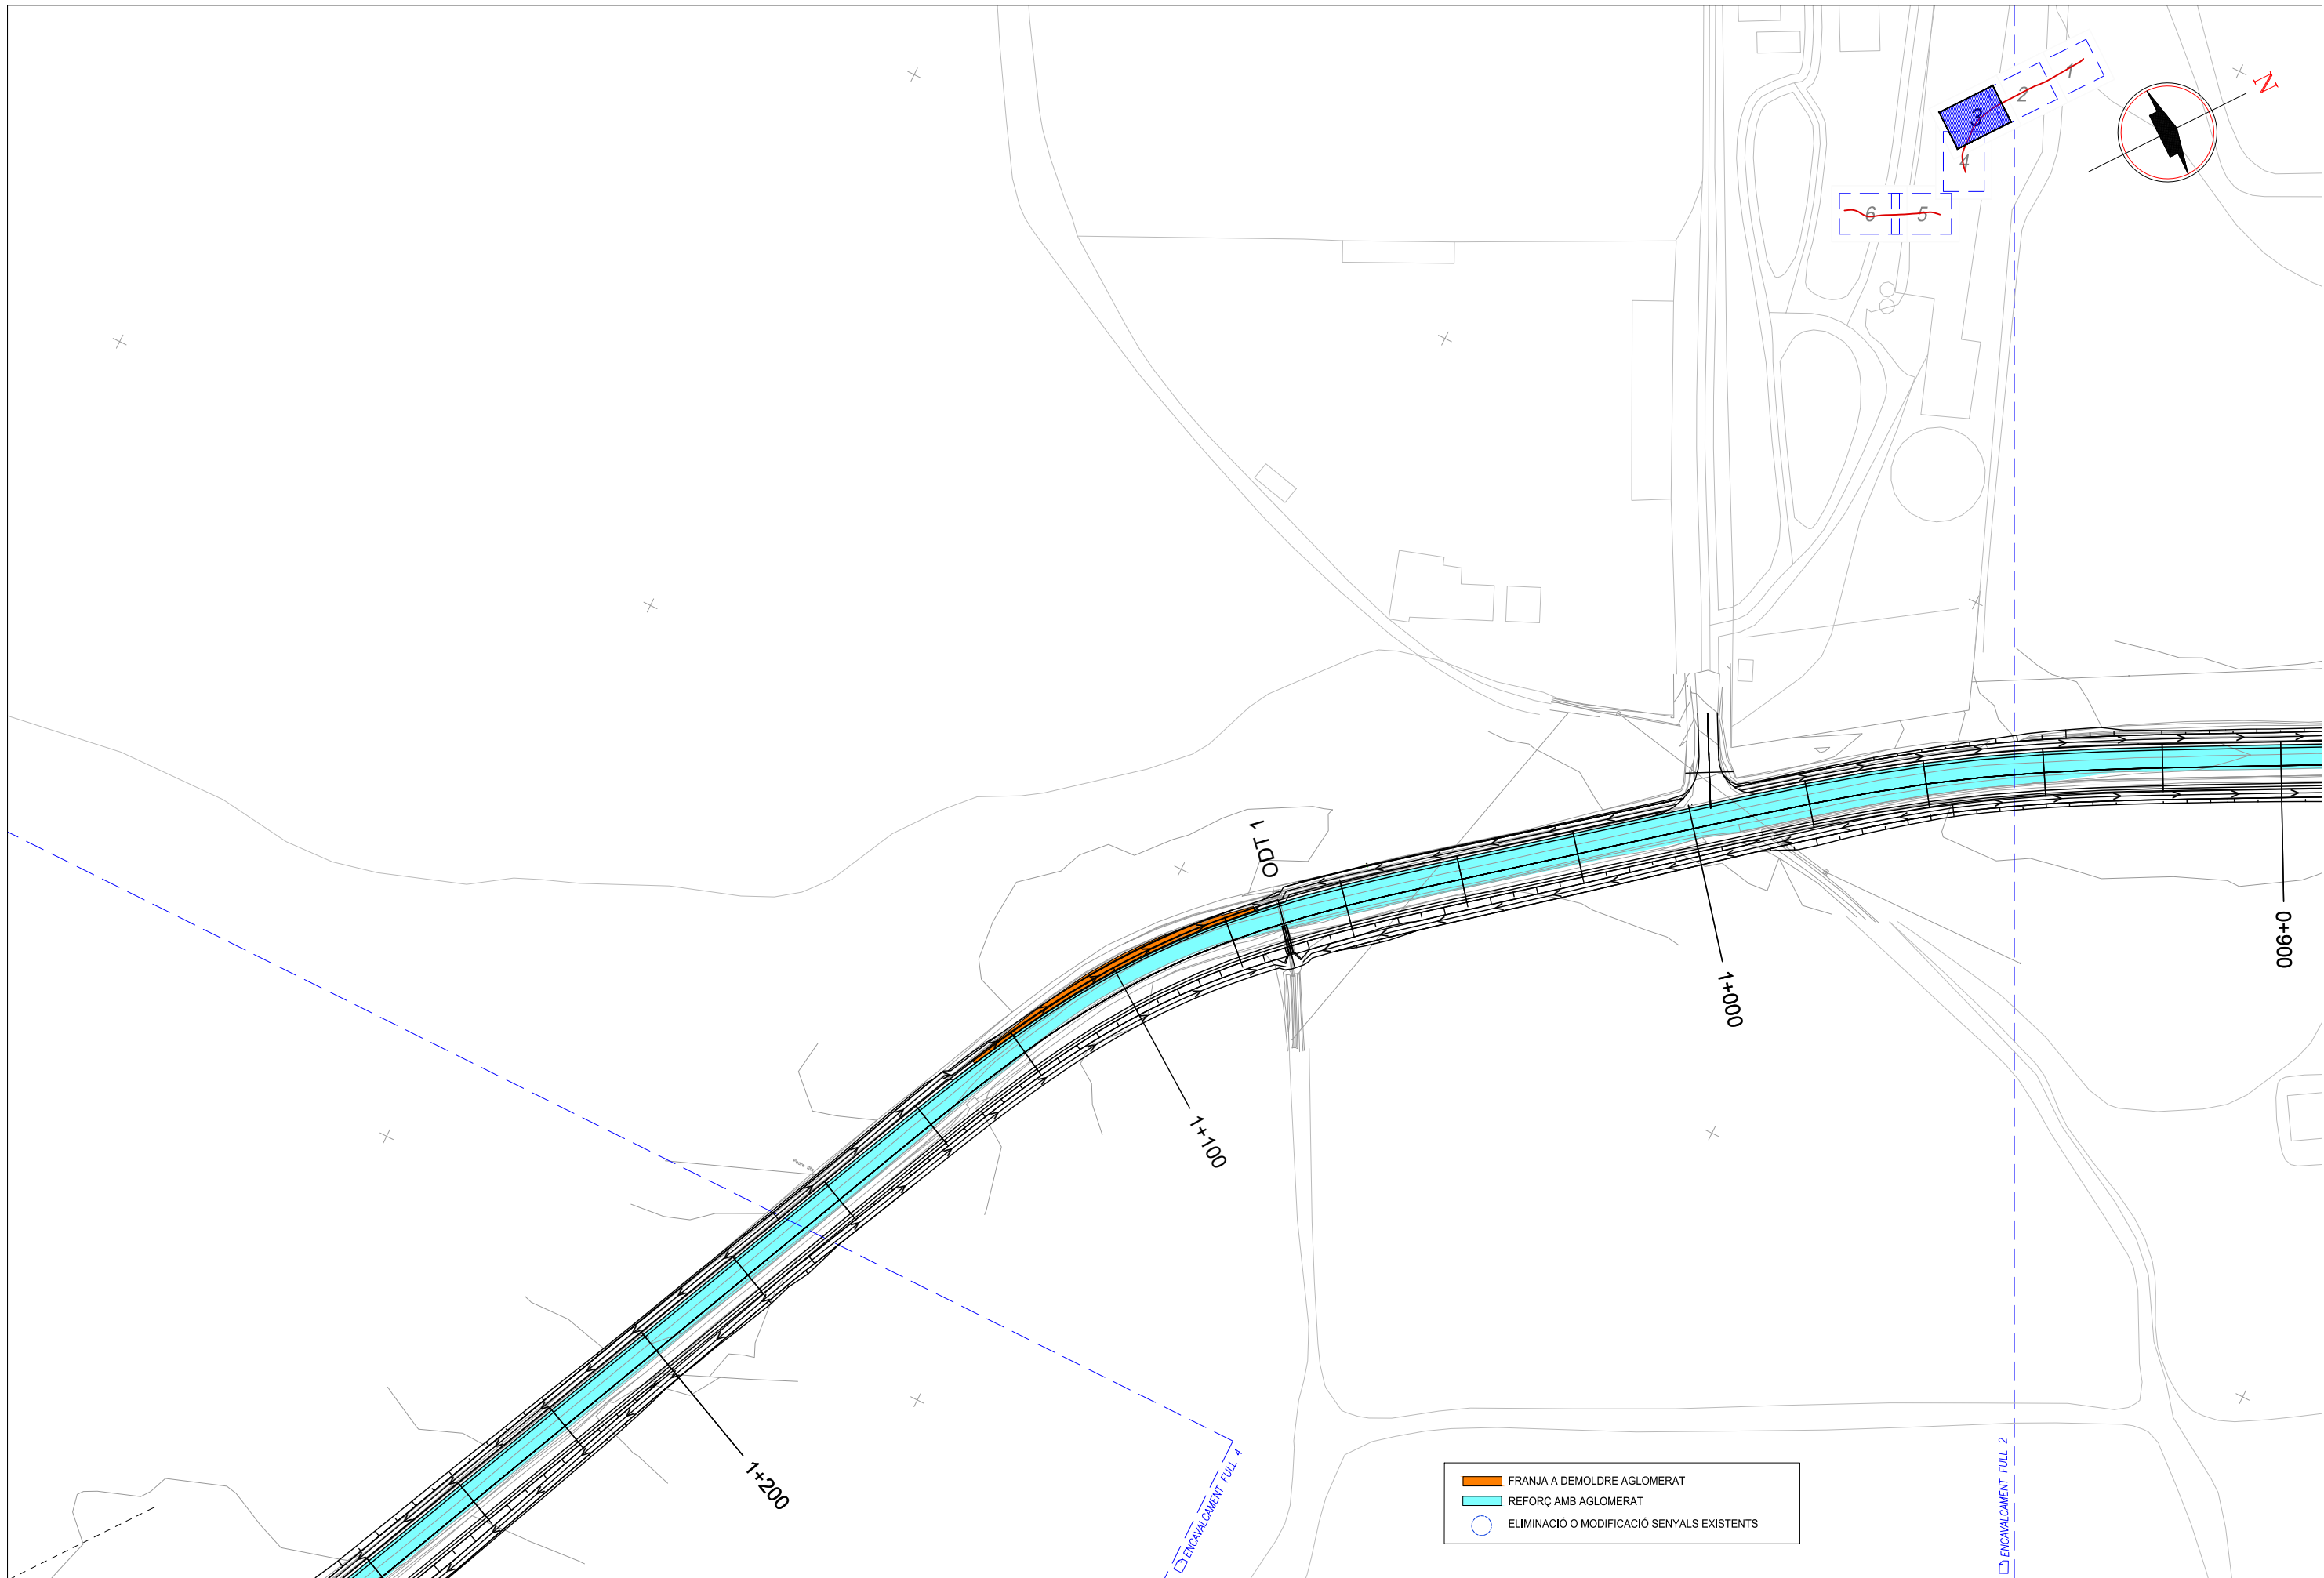 N
1
2
3
4
6
5
ODT 1
0+900
1+000
1+100
1+200
ENCAVALCAMENT FULL 4
ENCAVALCAMENT FULL 2
FRANJA A DEMOLDRE AGLOMERAT
REFORÇ AMB AGLOMERAT
ELIMINACIÓ O MODIFICACIÓ SENYALS EXISTENTS